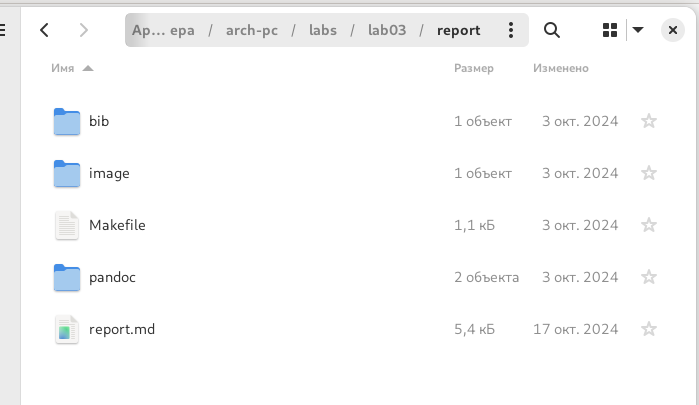 Ар… ера / arch-pc / labs / lab03 / report
Имя Размер Изменено
bib 1 объект 3 окт. 2024
image 1 объект 3 окт. 2024
Makefile 1,1 кБ 3 окт. 2024
pandoc 2 объекта 3 окт. 2024
report.md 5,4 кБ 17 окт. 2024